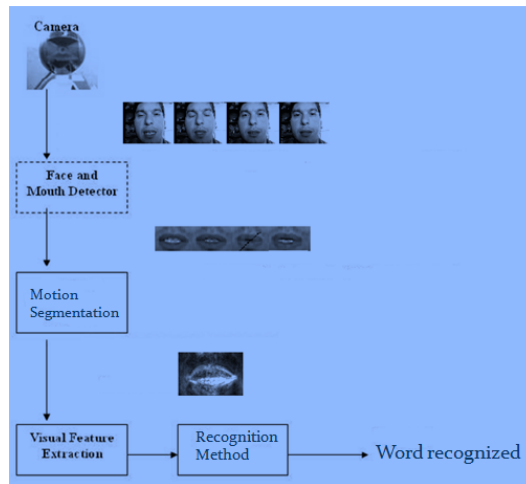 Camera
Face and
Mouth Detector
Motion
Segmentation
Visual Feature
Extraction
Recognition
Method
Word recognized